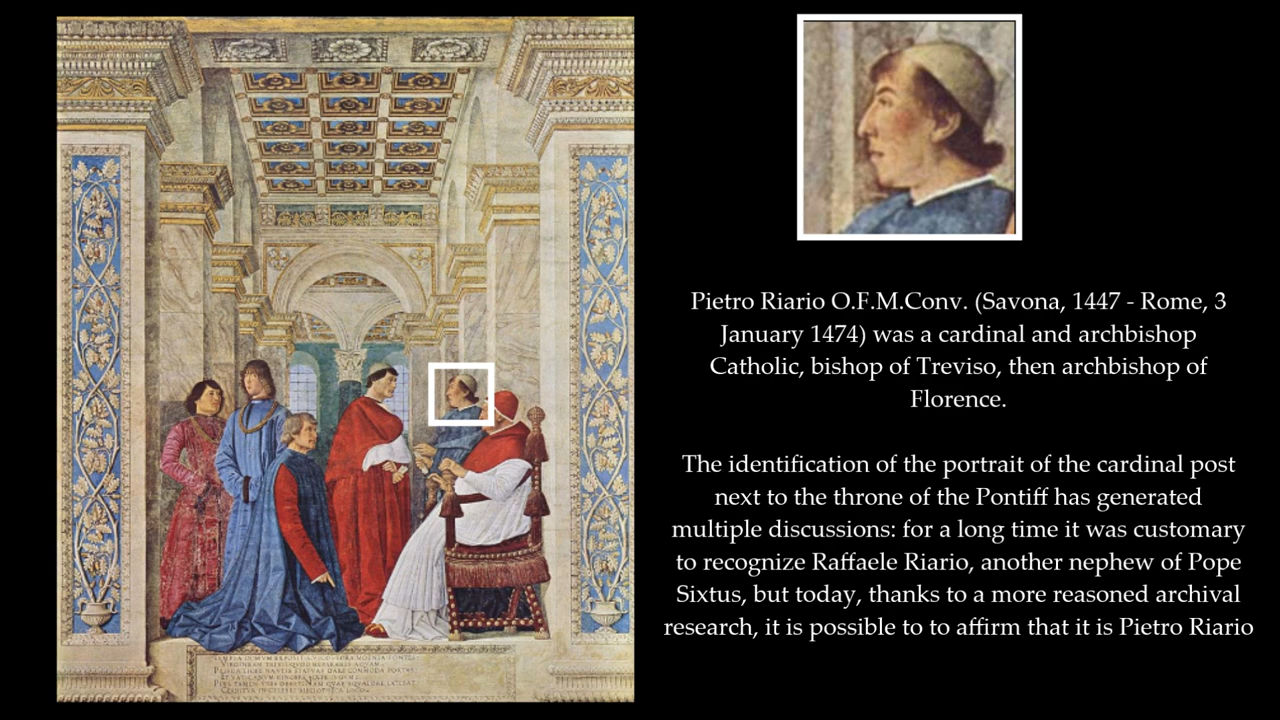 Pietro Riario O.F.M.Conv. (Savona, 1447 - Rome, 3
January 1474) was a cardinal and archbishop
Catholic, bishop of Treviso, then archbishop of
Florence.
The identification of the portrait of the cardinal post
next to the throne of the Pontiff has generated
multiple discussions: for a long time it was customary
to recognize Raffaele Riario, another nephew of Pope
Sixtus, but today, thanks to a more reasoned archival
research, it is possible to to affirm that it is Pietro Riario